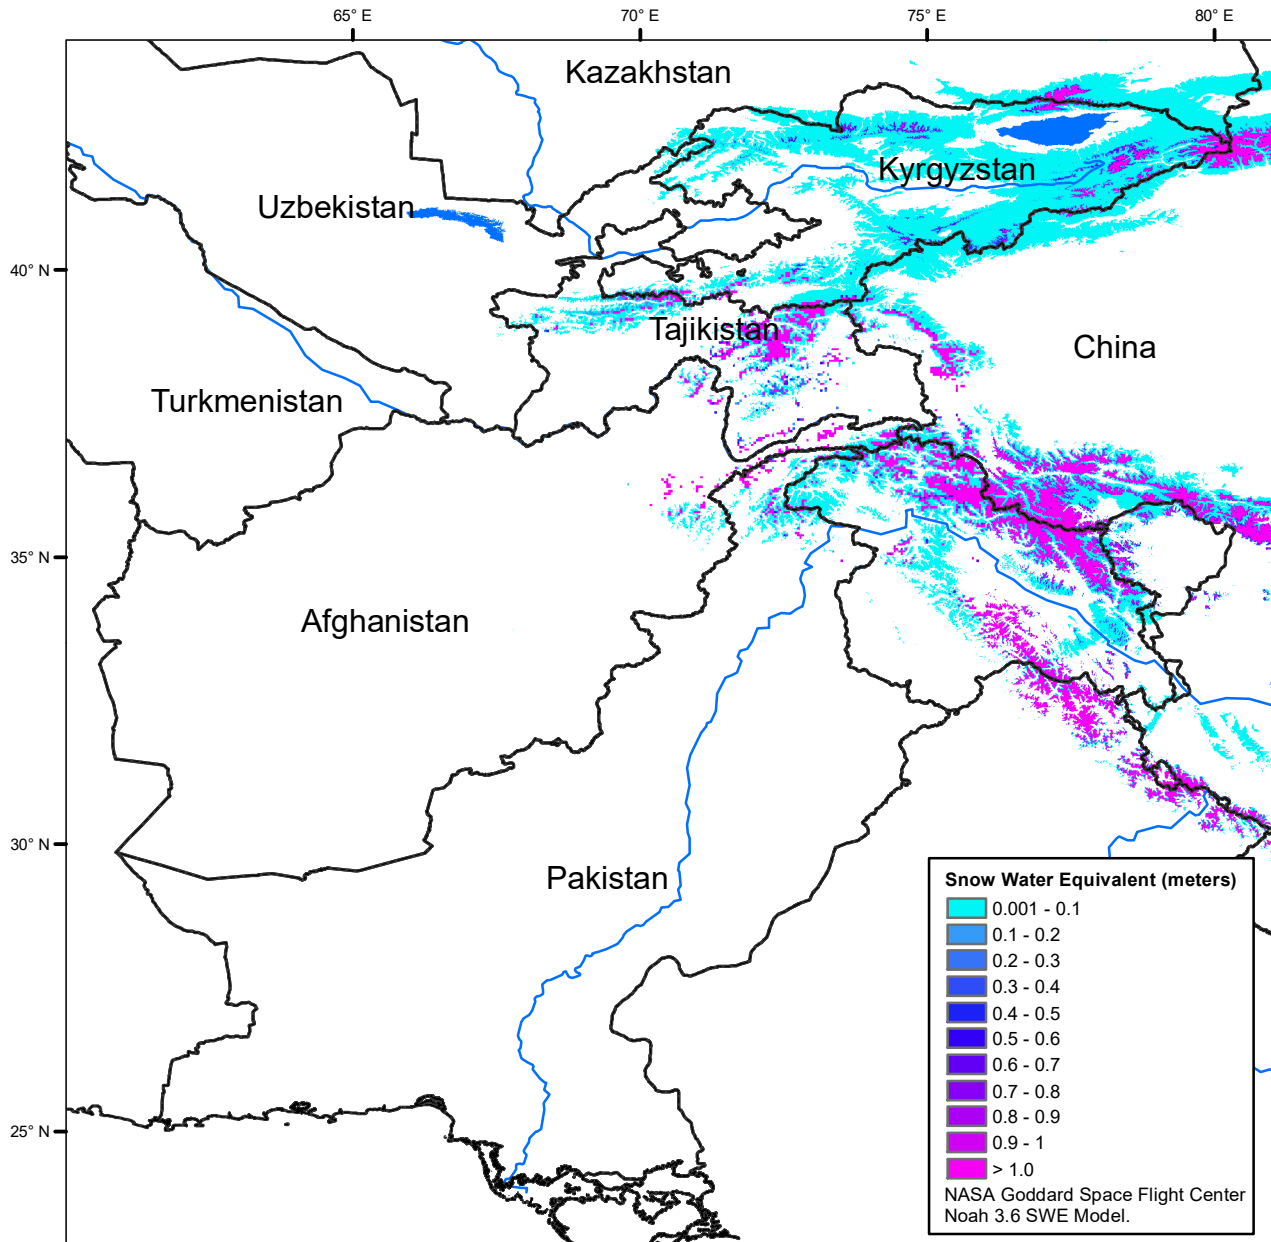 65° E
70° E
75° E
80° E
Kazakhstan
Kyrgyzstan
Uzbekistan
40° N
Tajikistan
China
Turkmenistan
35° N
Afghanistan
30° N
Pakistan
Snow Water Equivalent (meters)
0.001 - 0.1
0.1 - 0.2
0.2 - 0.3
0.3 - 0.4
0.4 - 0.5
0.5 - 0.6
0.6 - 0.7
0.7 - 0.8
0.8 - 0.9
0.9 - 1
> 1.0
25° N
NASA Goddard Space Flight Center
Noah 3.6 SWE Model.